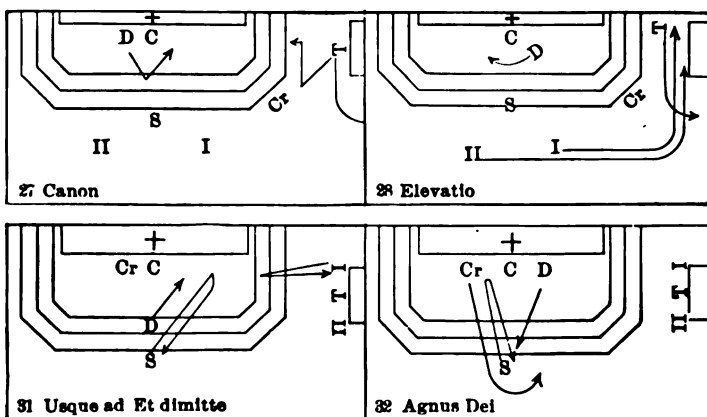 D C
T
Cr
S
II I
27 Canon
C
T
D
Cr
S
I
II
28 Elevatio
Cr C
I
T
D
II
S
31 Usque ad Et dimitte
Cr C D
I
T
II
S
32 Agnus Dei